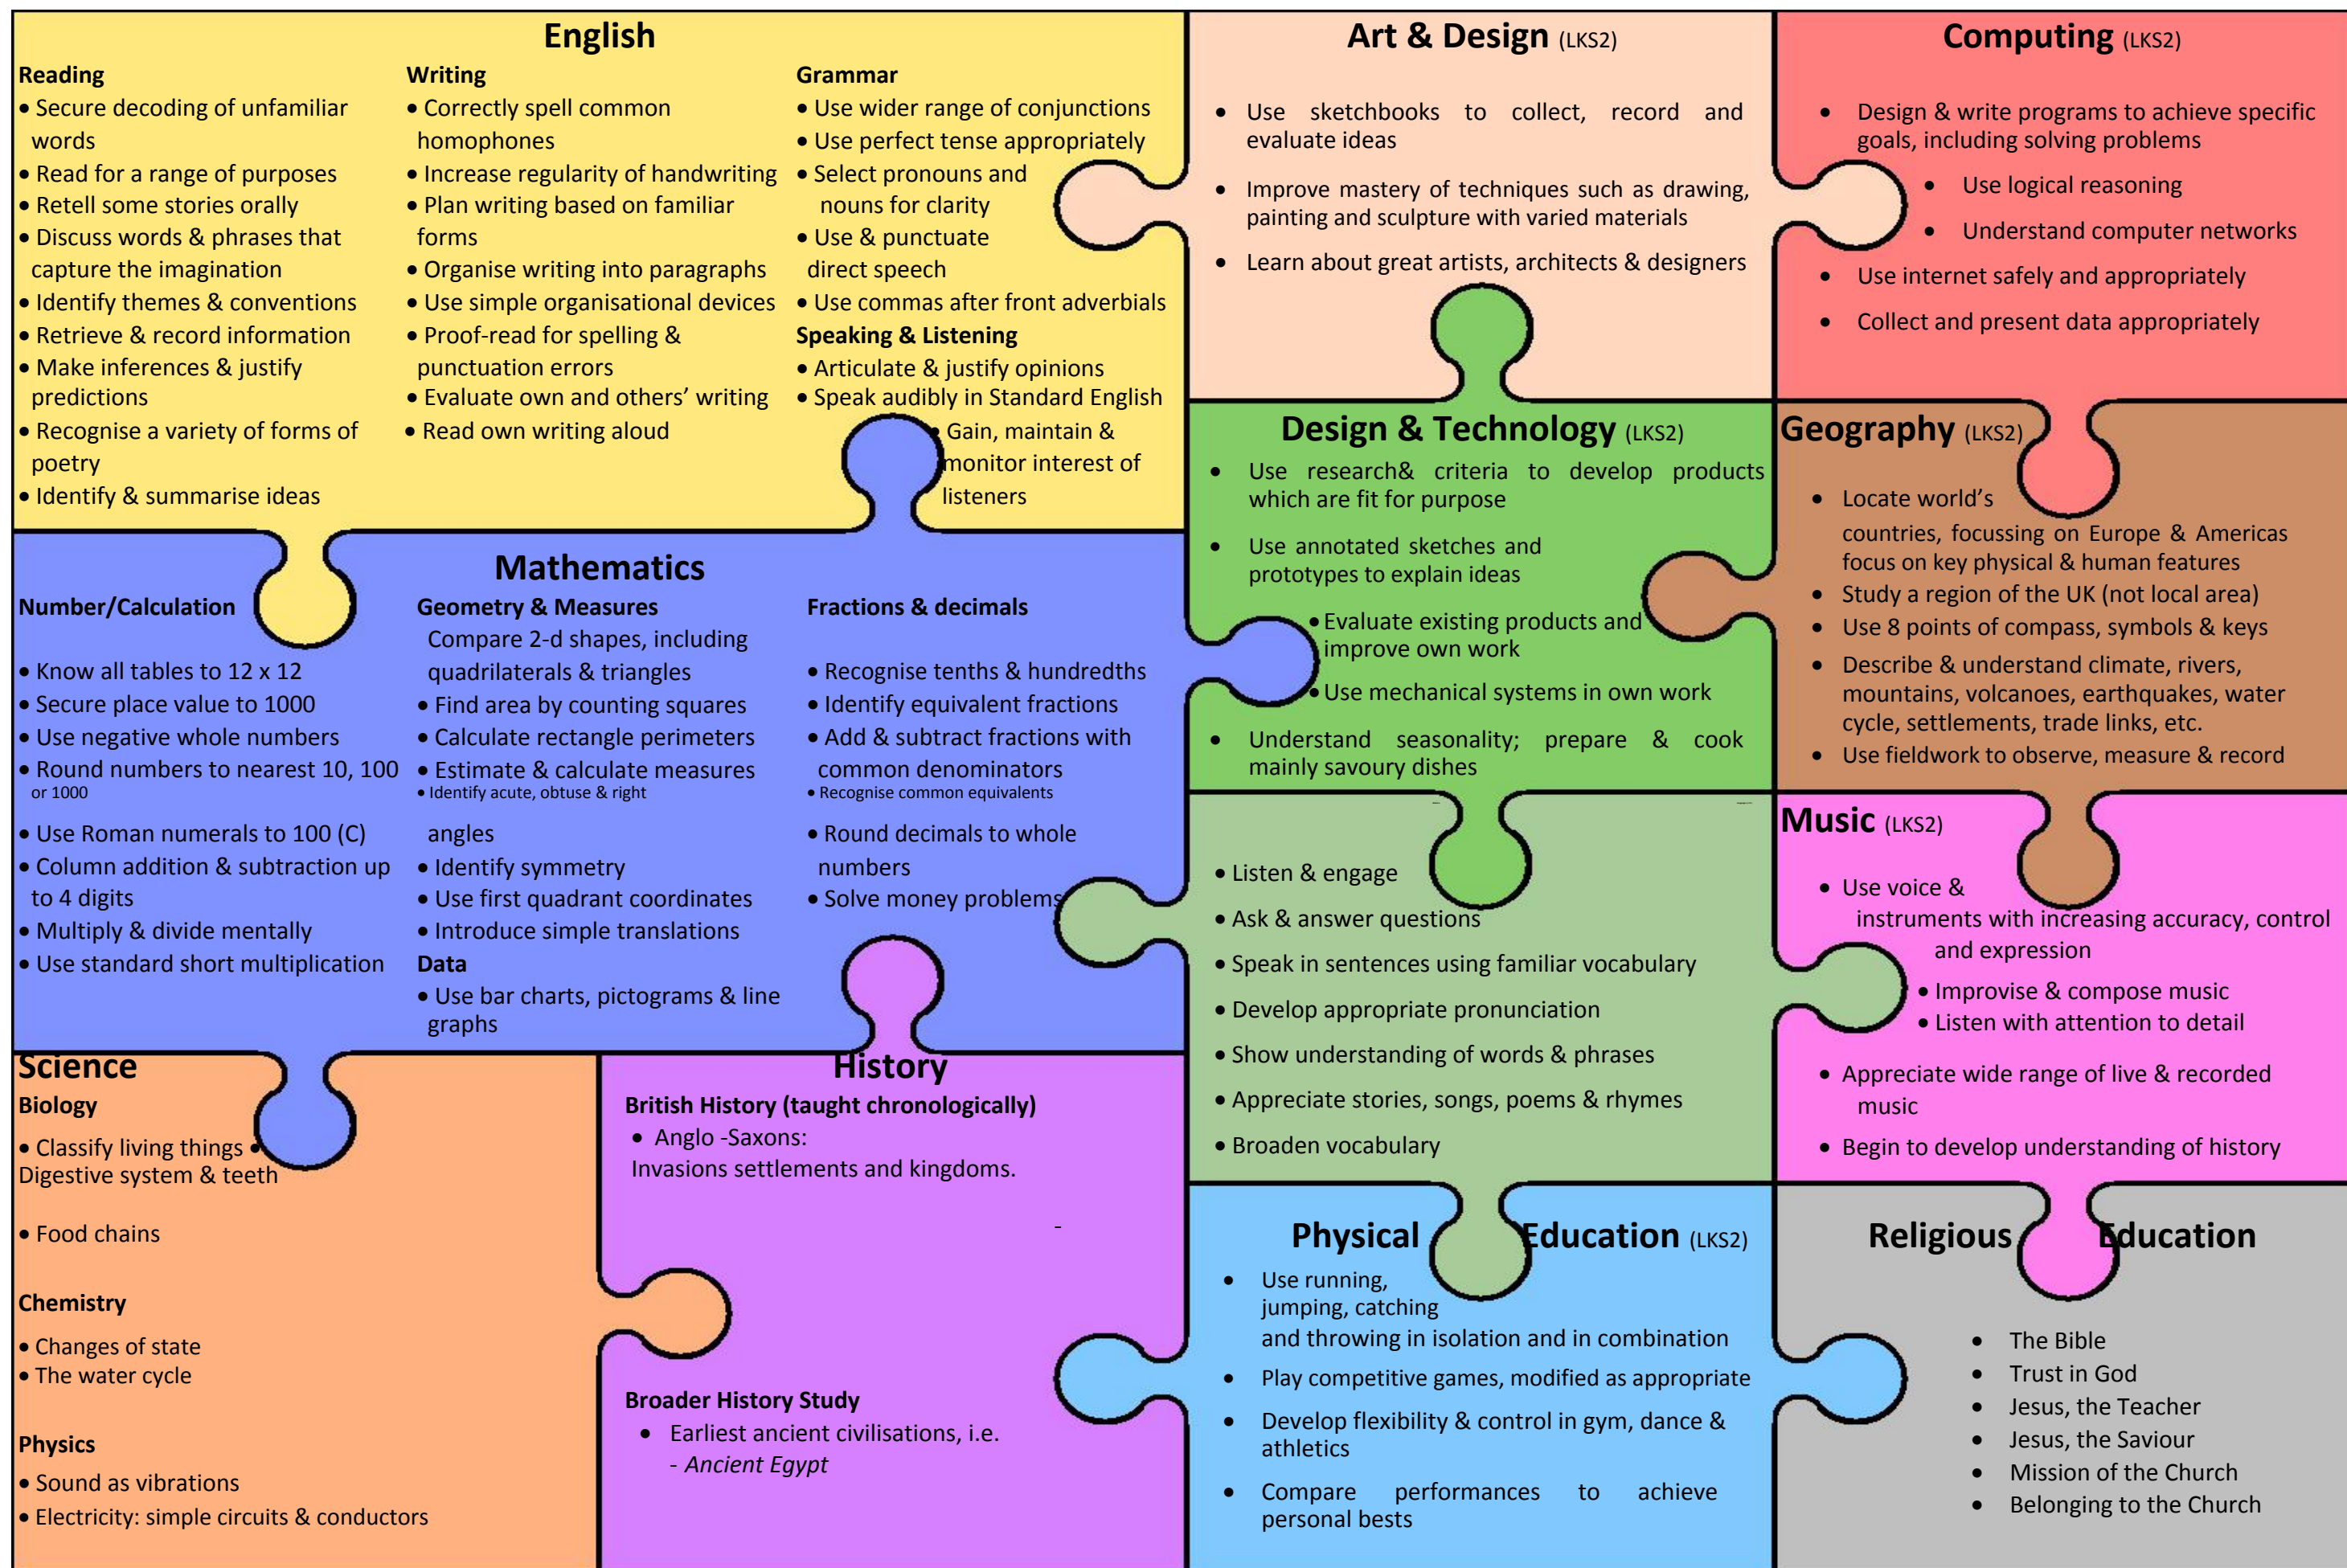 English
Reading
• Secure decoding of unfamiliar
words
• Read for a range of purposes
• Retell some stories orally
• Discuss words & phrases that
capture the imagination
• Identify themes & conventions
• Retrieve & record information
• Make inferences & justify
predictions
• Recognise a variety of forms of
poetry
• Identify & summarise ideas
Writing
• Correctly spell common
homophones
• Increase regularity of handwriting
• Plan writing based on familiar
forms
• Organise writing into paragraphs
• Use simple organisational devices
• Proof-read for spelling &
punctuation errors
• Evaluate own and others' writing
• Read own writing aloud
Grammar
• Use wider range of conjunctions
• Use perfect tense appropriately
• Select pronouns and
nouns for clarity
• Use & punctuate
direct speech
• Use commas after front adverbials
Speaking & Listening
• Articulate & justify opinions
• Speak audibly in Standard English
• Gain, maintain &
monitor interest of
listeners
Art & Design (LKS2)
• Use sketchbooks to collect, record and
evaluate ideas
• Improve mastery of techniques such as drawing,
painting and sculpture with varied materials
• Learn about great artists, architects & designers
Computing (LKS2)
• Design & write programs to achieve specific
goals, including solving problems
• Use logical reasoning
• Understand computer networks
• Use internet safely and appropriately
• Collect and present data appropriately
Design & Technology (LKS2)
• Use research& criteria to develop products
which are fit for purpose
• Use annotated sketches and
prototypes to explain ideas
• Evaluate existing products and
improve own work
• Use mechanical systems in own work
• Understand seasonality; prepare & cook
mainly savoury dishes
Geography (LKS2)
• Locate world's
countries, focussing on Europe & Americas
focus on key physical & human features
• Study a region of the UK (not local area)
• Use 8 points of compass, symbols & keys
• Describe & understand climate, rivers,
mountains, volcanoes, earthquakes, water
cycle, settlements, trade links, etc.
• Use fieldwork to observe, measure & record
Mathematics
Number/Calculation
• Know all tables to 12 x 12
• Secure place value to 1000
• Use negative whole numbers
• Round numbers to nearest 10, 100
or 1000
• Use Roman numerals to 100 (C)
• Column addition & subtraction up
to 4 digits
• Multiply & divide mentally
• Use standard short multiplication
Geometry & Measures
Compare 2-d shapes, including
quadrilaterals & triangles
• Find area by counting squares
• Calculate rectangle perimeters
• Estimate & calculate measures
• Identify acute, obtuse & right
angles
• Identify symmetry
• Use first quadrant coordinates
• Introduce simple translations
Data
• Use bar charts, pictograms & line
graphs
Fractions & decimals
• Recognise tenths & hundredths
• Identify equivalent fractions
• Add & subtract fractions with
common denominators
• Recognise common equivalents
• Round decimals to whole
numbers
• Solve money problems
• Listen & engage
• Ask & answer questions
• Speak in sentences using familiar vocabulary
• Develop appropriate pronunciation
• Show understanding of words & phrases
• Appreciate stories, songs, poems & rhymes
• Broaden vocabulary
Music (LKS2)
• Use voice &
instruments with increasing accuracy, control
and expression
• Improvise & compose music
• Listen with attention to detail
• Appreciate wide range of live & recorded
music
• Begin to develop understanding of history
Science
Biology
• Classify living things •
Digestive system & teeth
• Food chains
Chemistry
• Changes of state
• The water cycle
Physics
• Sound as vibrations
• Electricity: simple circuits & conductors
History
British History (taught chronologically)
• Anglo -Saxons:
Invasions settlements and kingdoms.
-
Broader History Study
• Earliest ancient civilisations, i.e.
- Ancient Egypt
Physical Education (LKS2)
• Use running,
jumping, catching
and throwing in isolation and in combination
• Play competitive games, modified as appropriate
• Develop flexibility & control in gym, dance &
athletics
• Compare performances to achieve
personal bests
Religious Education
• The Bible
• Trust in God
• Jesus, the Teacher
• Jesus, the Saviour
• Mission of the Church
• Belonging to the Church